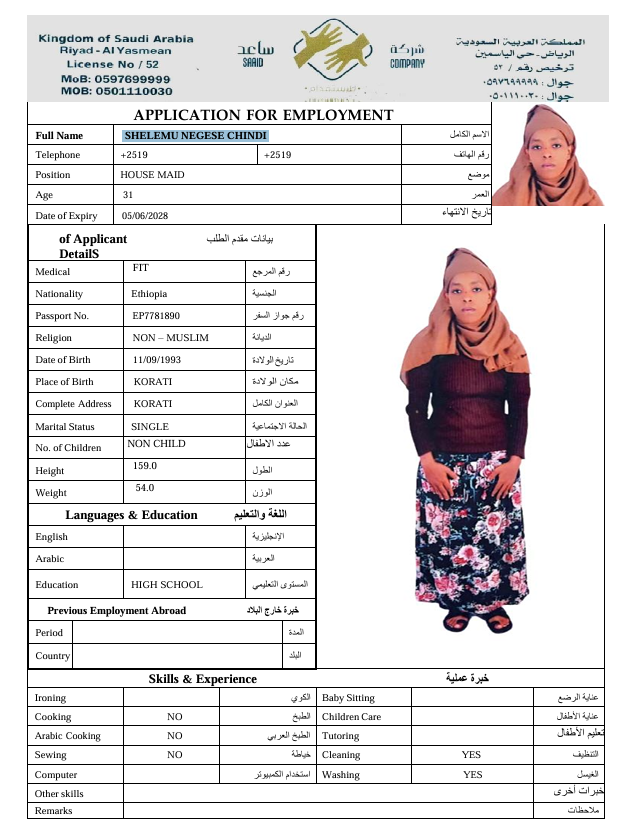 Kingdom of Saudi Arabia
Riyadh - Al Yasmean
License No / 52
MoB: 0597699999
MOB: 0501110030
ساعد
SAAID
شركة
COMPANY
المملكة العربية السعودية
الرياض-حي الياسمين
ترخيص رقم / ٥٢
جوال : ٠٥٩٧٦٩٩٩٩٩
جوال : ٠٥٠١١١٠٠٣٠
APPLICATION FOR EMPLOYMENT
Full Name SHELEMU NEGESE CHINDI الاسم الكامل
Telephone +2519 +2519 رقم الهاتف
Position HOUSE MAID موضع
Age 31 العمر
Date of Expiry 05/06/2028 تاريخ الانتهاء
of Applicant بيانات مقدم الطلب
DetailS
Medical FIT رقم المرجع
Nationality Ethiopia الجنسية
Passport No. EP7781890 رقم جواز السفر
Religion NON – MUSLIM الديانة
Date of Birth 11/09/1993 تاريخ الولادة
Place of Birth KORATI مكان الولادة
Complete Address KORATI العنوان الكامل
Marital Status SINGLE الحالة الاجتماعية
No. of Children NON CHILD عدد الاطفال
Height 159.0 الطول
Weight 54.0 الوزن
Languages & Education اللغة والتعليم
English الإنجليزية
Arabic العربية
Education HIGH SCHOOL المستوى التعليمي
Previous Employment Abroad خبرة خارج البلاد
Period المدة
Country البلد
Skills & Experience خبرة عملية
Ironing الكوي Baby Sitting عناية الرضع
Cooking NO الطبخ Children Care عناية الأطفال
Arabic Cooking NO الطبخ العربي Tutoring تعليم الأطفال
Sewing NO خياطة Cleaning YES التنظيف
Computer استخدام الكمبيوتر Washing YES الغيسل
Other skills خبرات أخرى
Remarks ملاحظات